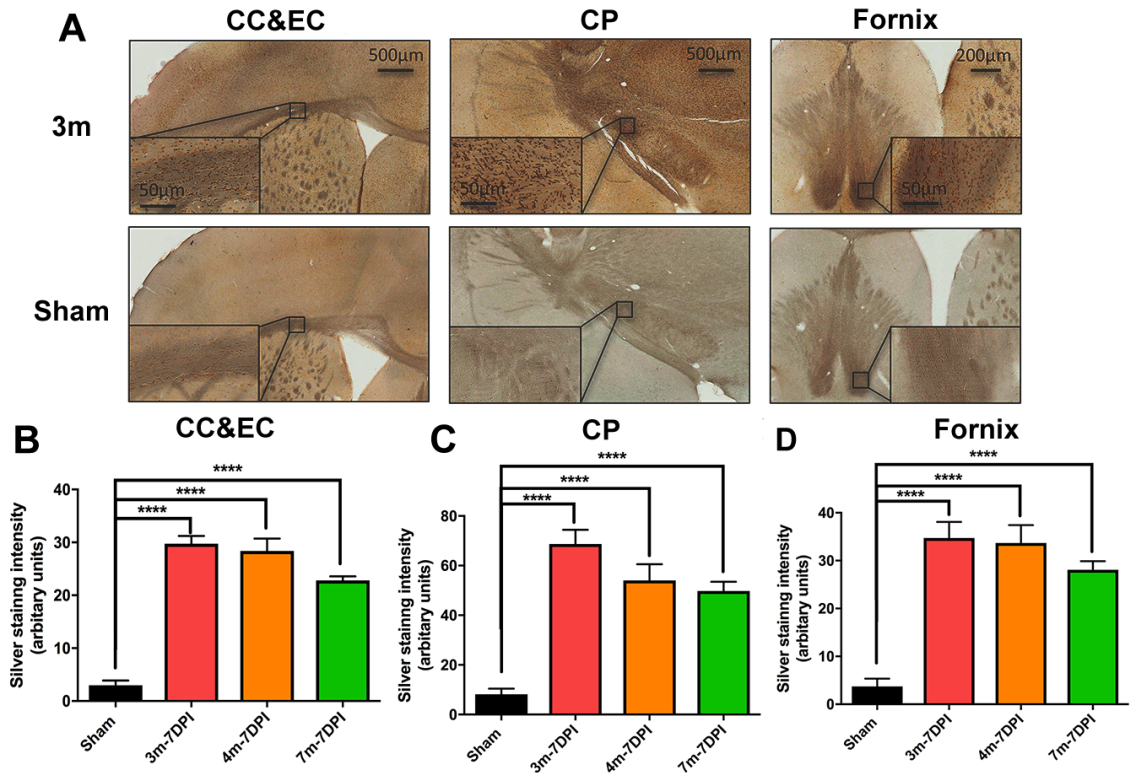 A
CC&EC
CP
Fornix
3m
500µm
50µm
500µm
50µm
200µm
50µm
Sham
B
CC&EC
Silver stainng intensity
(arbitary units)
40
30
20
10
0
****
****
****
Sham
3m-7DPI
4m-7DPI
7m-7DPI
C
CP
Silver stainng intensity
(arbitary units)
80
60
40
20
0
****
****
****
Sham
3m-7DPI
4m-7DPI
7m-7DPI
D
Fornix
Silver stainng intensity
(arbitary units)
40
30
20
10
0
****
****
****
Sham
3m-7DPI
4m-7DPI
7m-7DPI